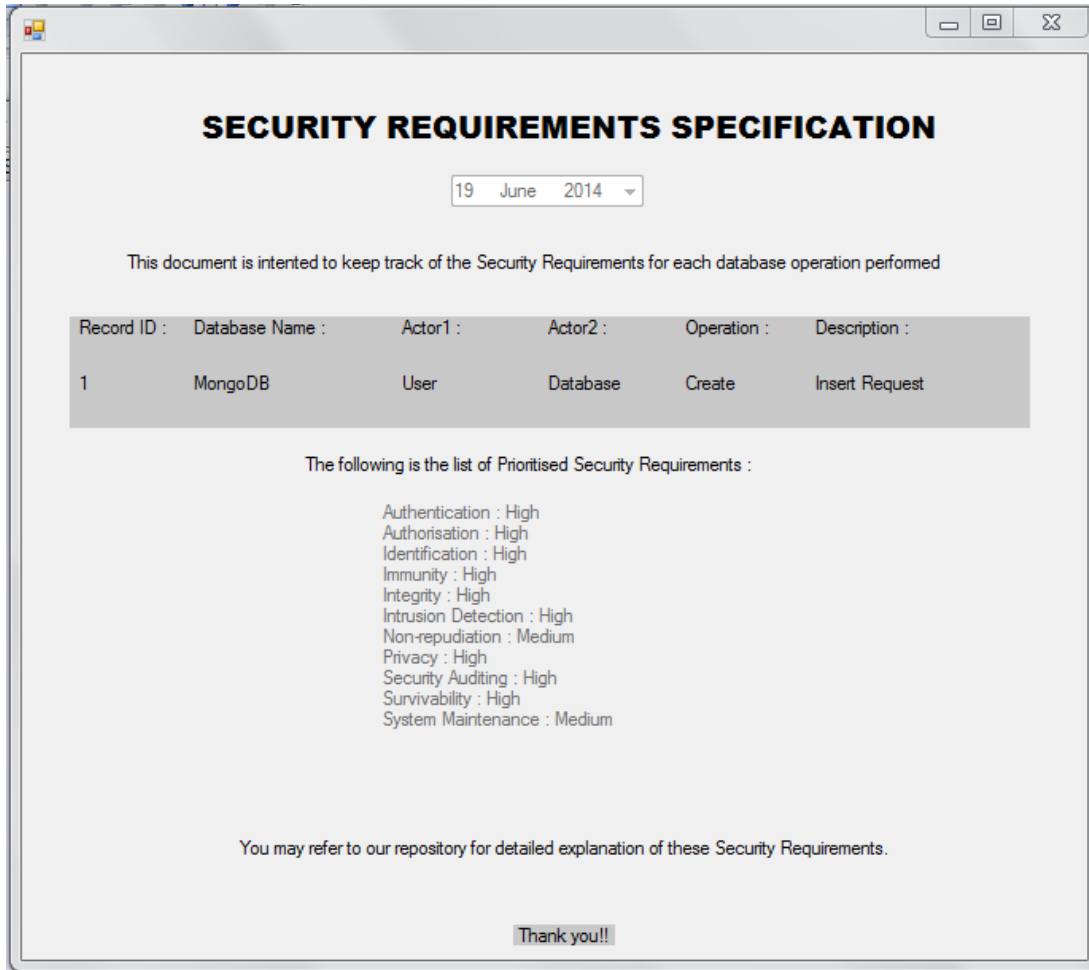 SECURITY REQUIREMENTS SPECIFICATION
19 June 2014
This document is intented to keep track of the Security Requirements for each database operation performed
Record ID : Database Name : Actor1 : Actor2 : Operation : Description :
1 MongoDB User Database Create Insert Request
The following is the list of Prioritised Security Requirements :
Authentication : High
Authorisation : High
Identification : High
Immunity : High
Integrity : High
Intrusion Detection : High
Non-repudiation : Medium
Privacy : High
Security Auditing : High
Survivability : High
System Maintenance : Medium
You may refer to our repository for detailed explanation of these Security Requirements.
Thank you!!